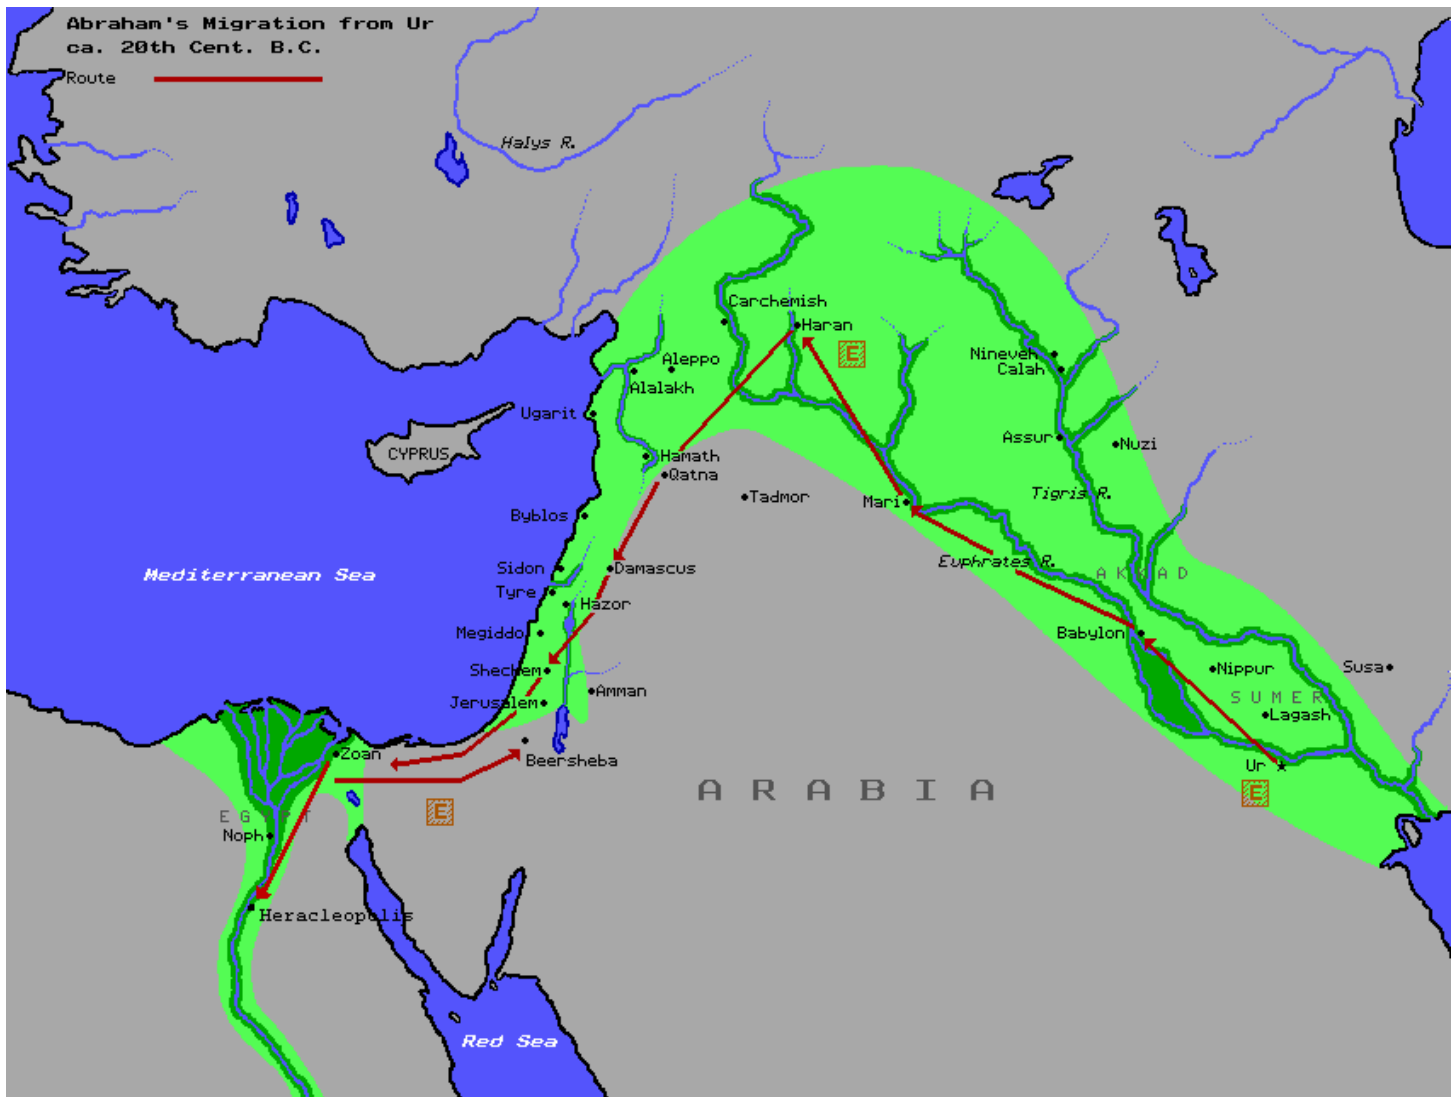 Abraham's Migration from Ur
ca. 20th Cent. B.C.
Route
Halys R.
Carchemish
Haran
E
Nineveh
Calah
Aleppo
Alalakh
Ugarit
CYPRUS
Assur
Nuzi
Hamath
Qatna
Tadmor
Mari
Tigris R.
Byblos
Euphrates R.
Sidon
Damascus
AKKAD
Mediterranean Sea
Tyre
Hazor
Megiddo
Babylon
Shechem
Nippur
Susa
Amman
SUMER
Jerusalem
Lagash
Zoan
Beersheba
Ur
ARABIA
E
E
EGYPT
Noph
Heracleopolis
Red Sea